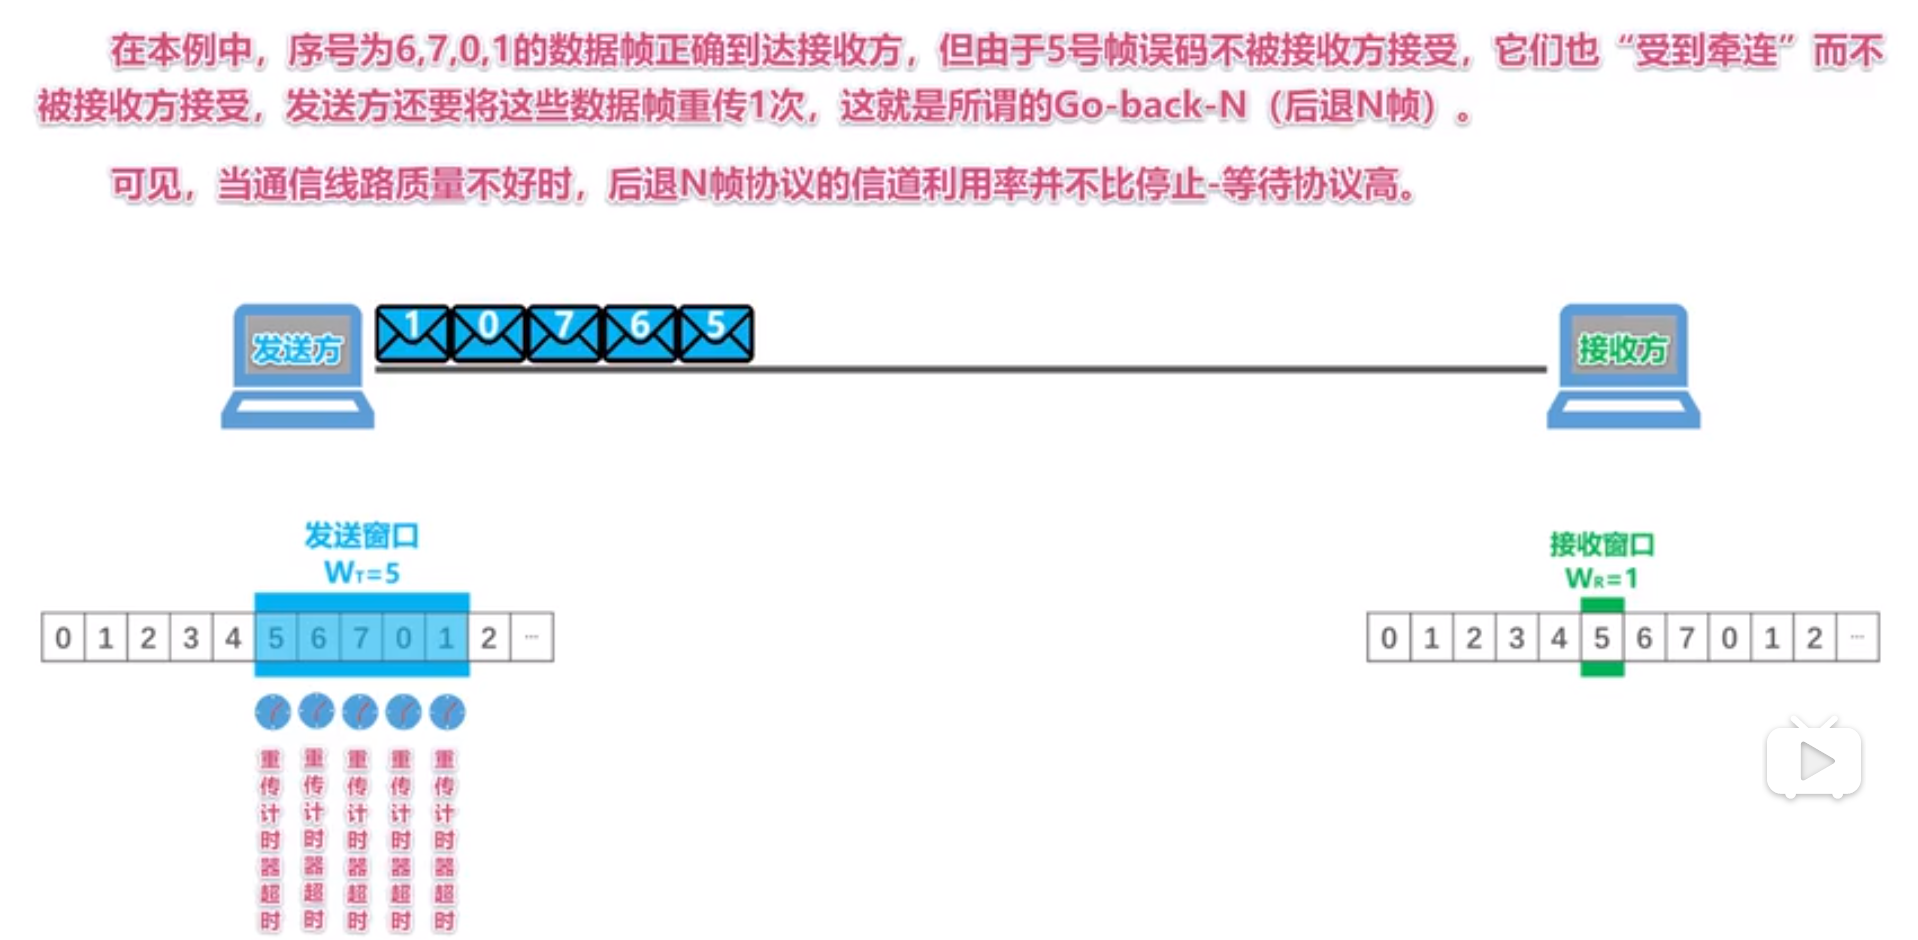 在本例中，序号为6,7,0,1的数据帧正确到达接收方，但由于5号帧误码不被接收方接受，它们也“受到牵连”而不
被接收方接受，发送方还要将这些数据帧重传1次，这就是所谓的Go-back-N（后退N帧）。
可见，当通信线路质量不好时，后退N帧协议的信道利用率并不比停止-等待协议高。
1 0 7 6 5
发送方
接收方
发送窗口
WT=5
0 1 2 3 4 5 6 7 0 1 2 ...
接收窗口
WR=1
0 1 2 3 4 5 6 7 0 1 2 ...
重传计时器超时
重传计时器超时
重传计时器超时
重传计时器超时
重传计时器超时